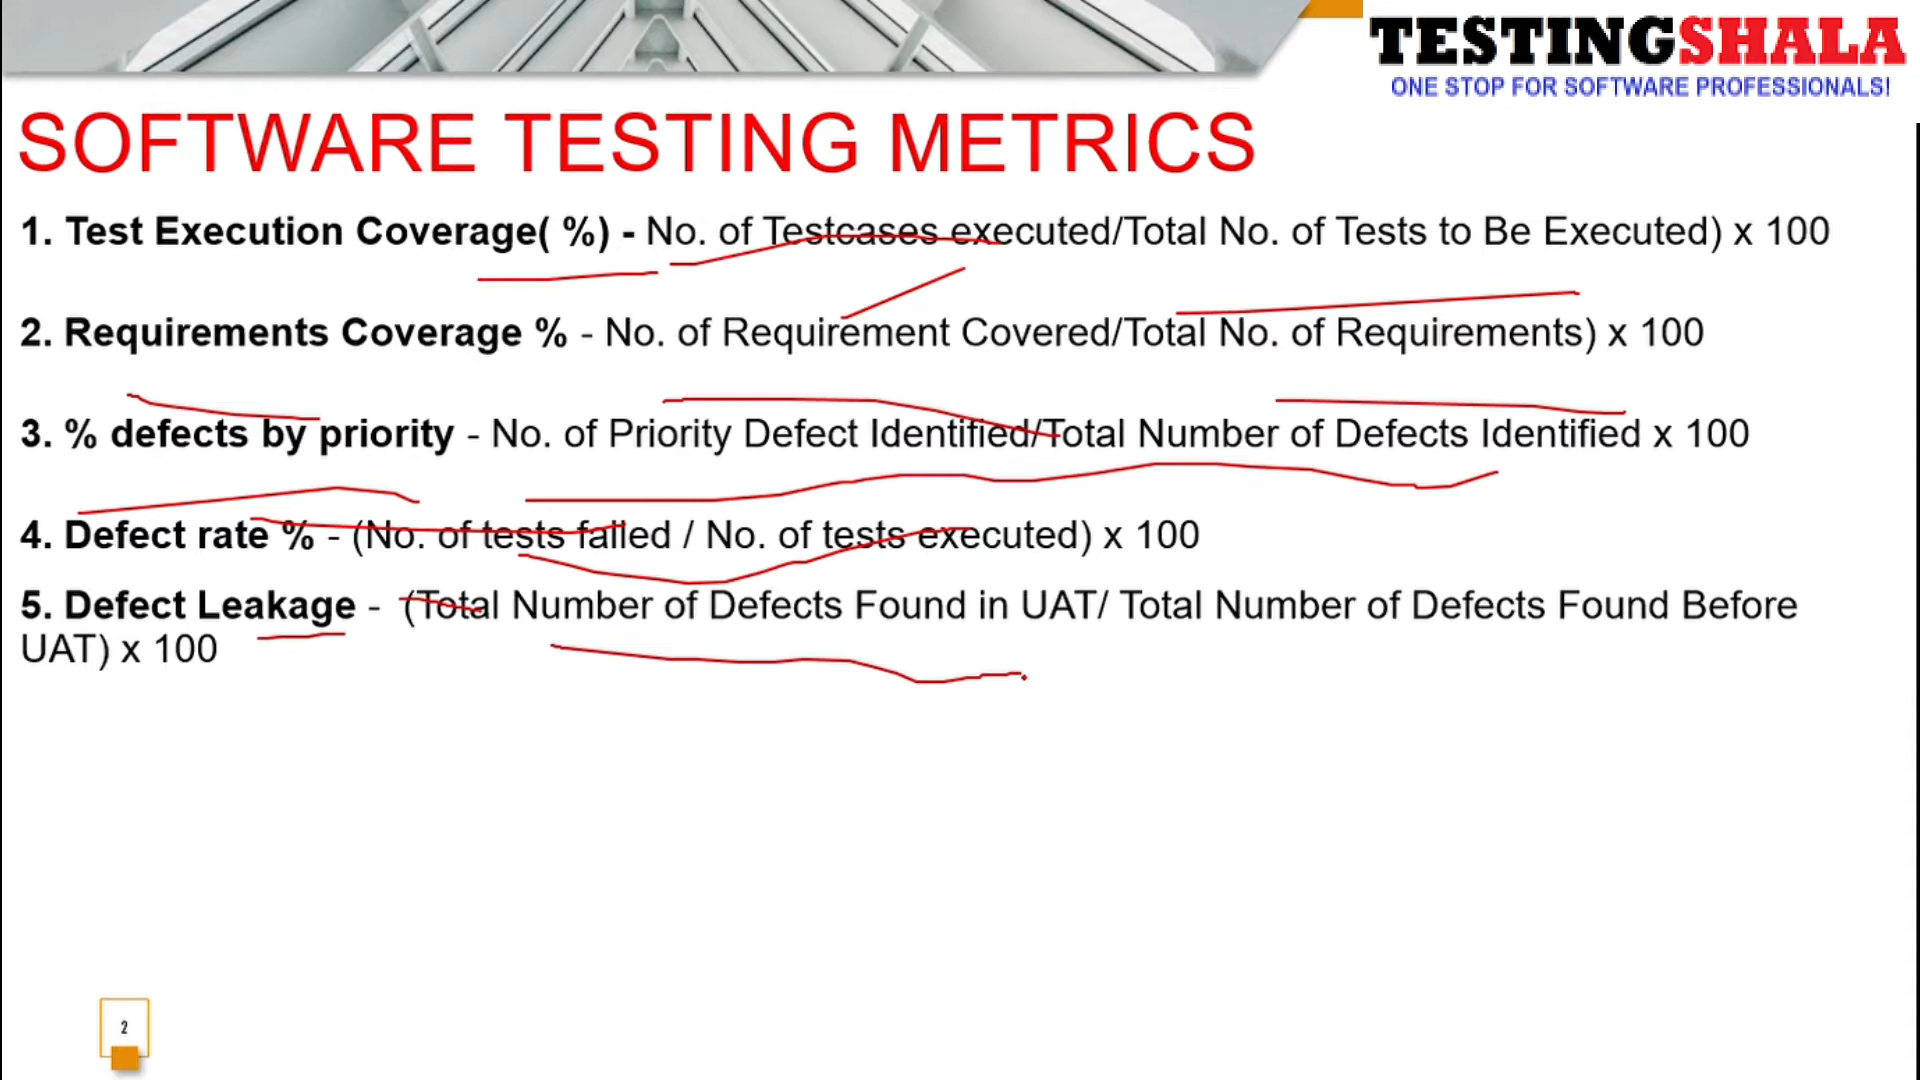 TESTINGSHALA
ONE STOP FOR SOFTWARE PROFESSIONALS!
SOFTWARE TESTING METRICS
1. Test Execution Coverage( %) - No. of Testcases executed/Total No. of Tests to Be Executed) x 100
2. Requirements Coverage % - No. of Requirement Covered/Total No. of Requirements) x 100
3. % defects by priority - No. of Priority Defect Identified/Total Number of Defects Identified x 100
4. Defect rate % - (No. of tests failed / No. of tests executed) x 100
5. Defect Leakage - (Total Number of Defects Found in UAT/ Total Number of Defects Found Before
UAT) x 100
2